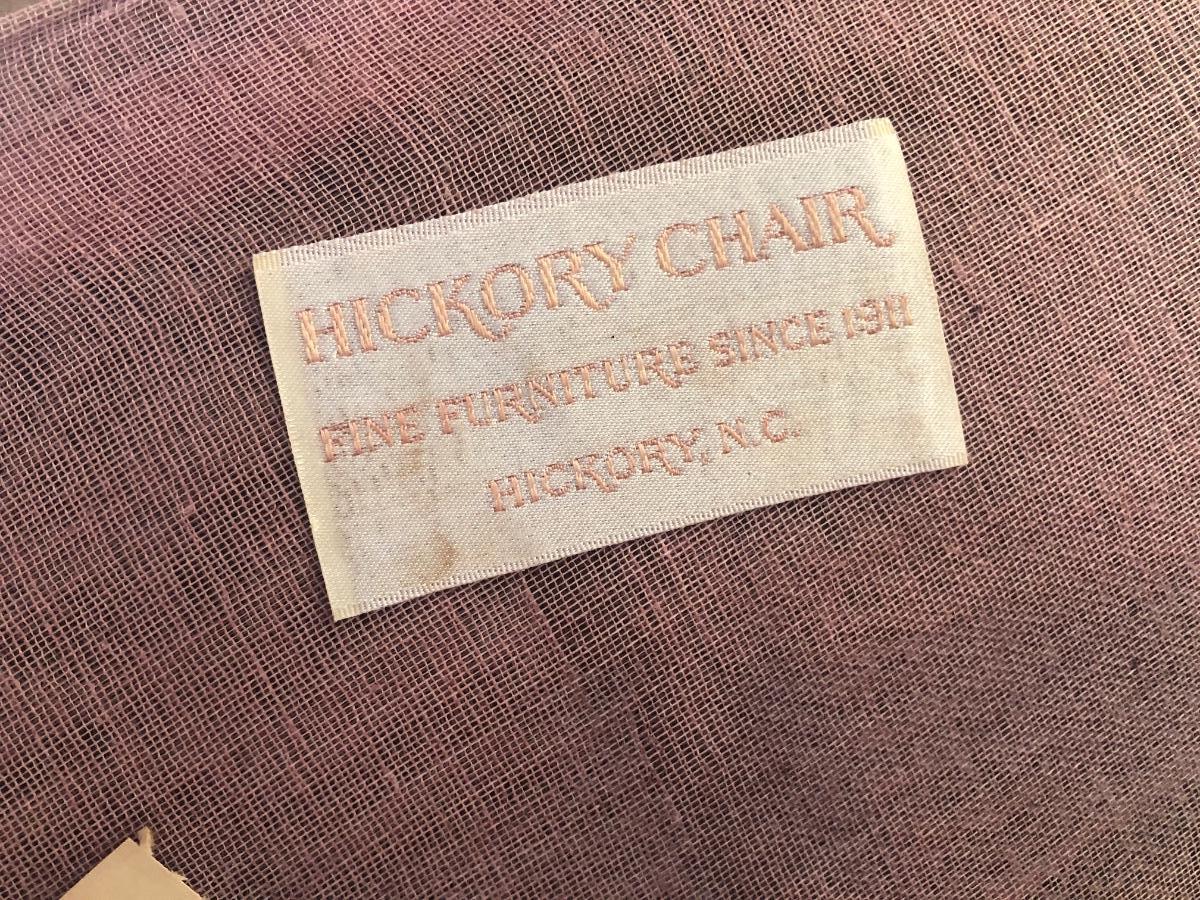 HICKORY CHAIR
FINE FURNITURE SINCE 1911
HICKORY, N.C.